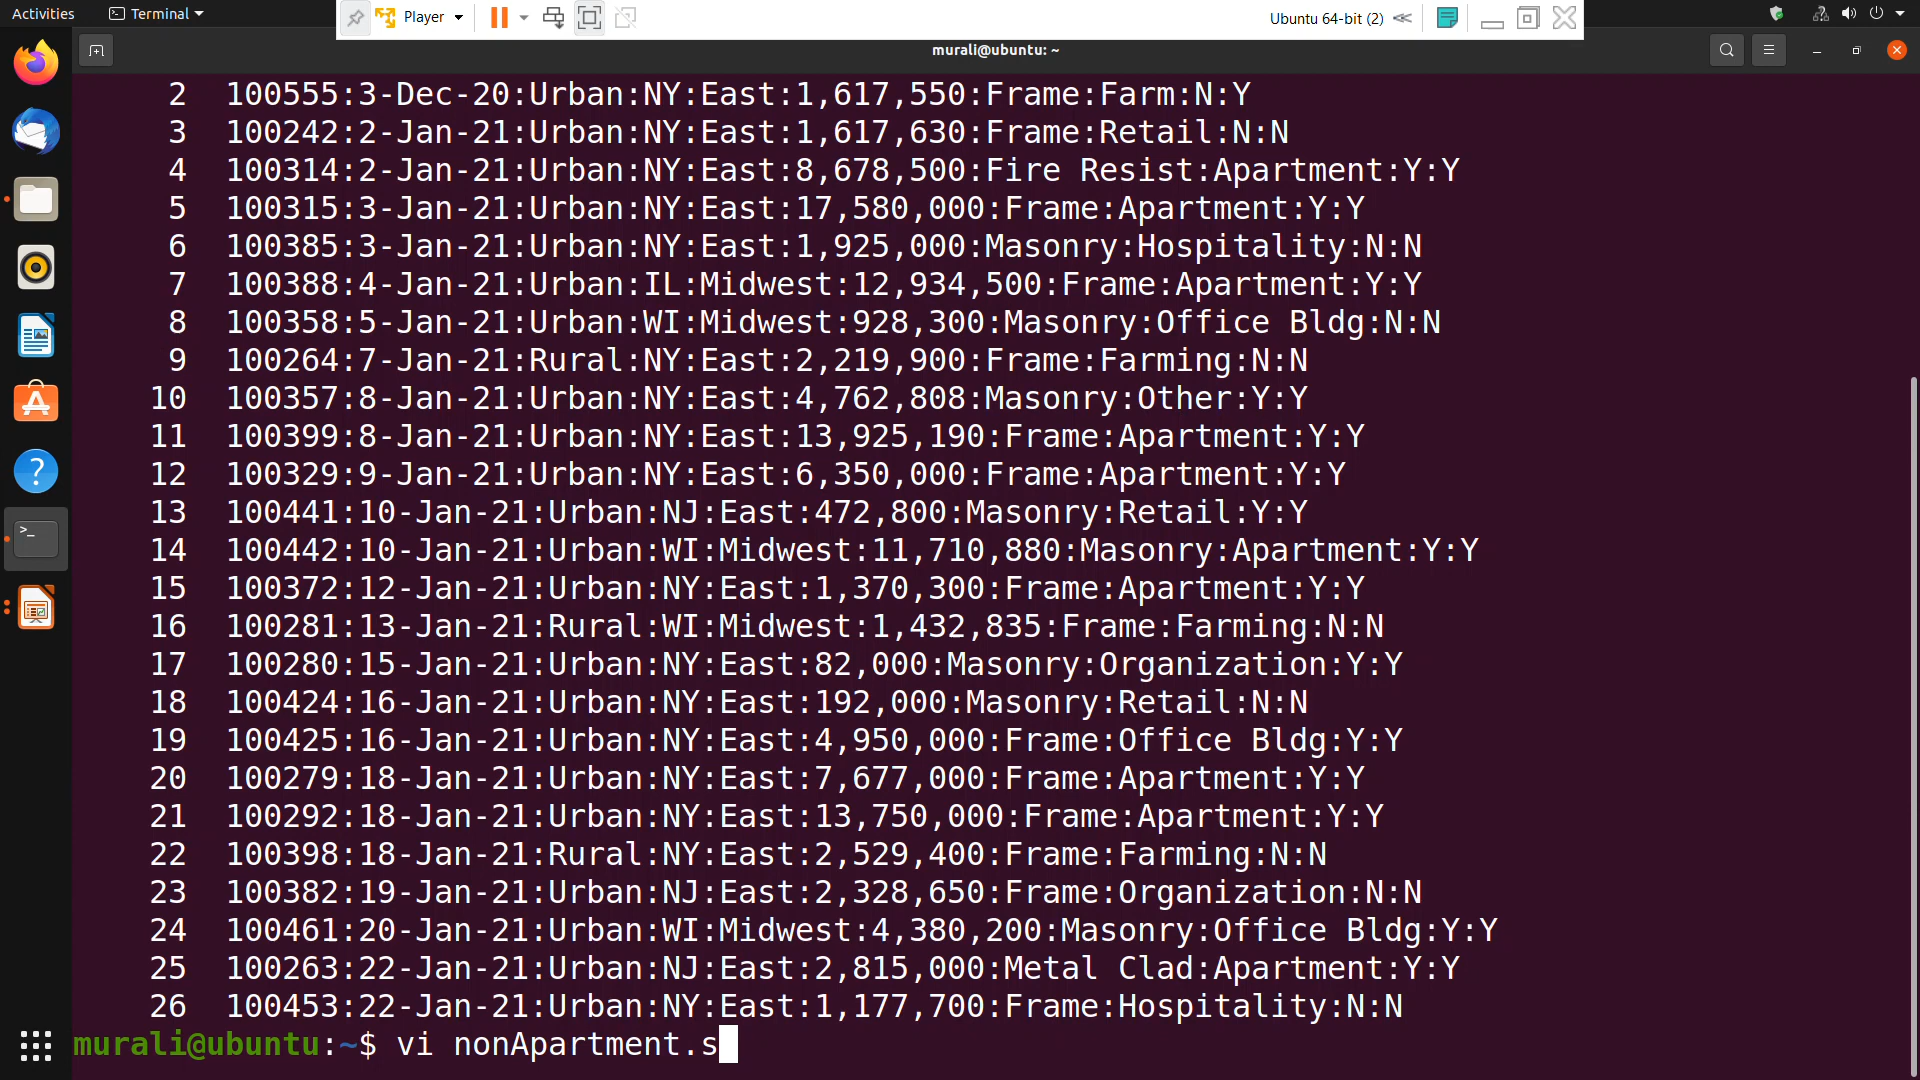 Activities Terminal Player Ubuntu 64-bit (2)
murali@ubuntu: ~
2 100555:3-Dec-20:Urban:NY:East:1,617,550:Frame:Farm:N:Y
3 100242:2-Jan-21:Urban:NY:East:1,617,630:Frame:Retail:N:N
4 100314:2-Jan-21:Urban:NY:East:8,678,500:Fire Resist:Apartment:Y:Y
5 100315:3-Jan-21:Urban:NY:East:17,580,000:Frame:Apartment:Y:Y
6 100385:3-Jan-21:Urban:NY:East:1,925,000:Masonry:Hospitality:N:N
7 100388:4-Jan-21:Urban:IL:Midwest:12,934,500:Frame:Apartment:Y:Y
8 100358:5-Jan-21:Urban:WI:Midwest:928,300:Masonry:Office Bldg:N:N
9 100264:7-Jan-21:Rural:NY:East:2,219,900:Frame:Farming:N:N
10 100357:8-Jan-21:Urban:NY:East:4,762,808:Masonry:Other:Y:Y
11 100399:8-Jan-21:Urban:NY:East:13,925,190:Frame:Apartment:Y:Y
12 100329:9-Jan-21:Urban:NY:East:6,350,000:Frame:Apartment:Y:Y
13 100441:10-Jan-21:Urban:NJ:East:472,800:Masonry:Retail:Y:Y
14 100442:10-Jan-21:Urban:WI:Midwest:11,710,880:Masonry:Apartment:Y:Y
15 100372:12-Jan-21:Urban:NY:East:1,370,300:Frame:Apartment:Y:Y
16 100281:13-Jan-21:Rural:WI:Midwest:1,432,835:Frame:Farming:N:N
17 100280:15-Jan-21:Urban:NY:East:82,000:Masonry:Organization:Y:Y
18 100424:16-Jan-21:Urban:NY:East:192,000:Masonry:Retail:N:N
19 100425:16-Jan-21:Urban:NY:East:4,950,000:Frame:Office Bldg:Y:Y
20 100279:18-Jan-21:Urban:NY:East:7,677,000:Frame:Apartment:Y:Y
21 100292:18-Jan-21:Urban:NY:East:13,750,000:Frame:Apartment:Y:Y
22 100398:18-Jan-21:Rural:NY:East:2,529,400:Frame:Farming:N:N
23 100382:19-Jan-21:Urban:NJ:East:2,328,650:Frame:Organization:N:N
24 100461:20-Jan-21:Urban:WI:Midwest:4,380,200:Masonry:Office Bldg:Y:Y
25 100263:22-Jan-21:Urban:NJ:East:2,815,000:Metal Clad:Apartment:Y:Y
26 100453:22-Jan-21:Urban:NY:East:1,177,700:Frame:Hospitality:N:N
murali@ubuntu:~$ vi nonApartment.s